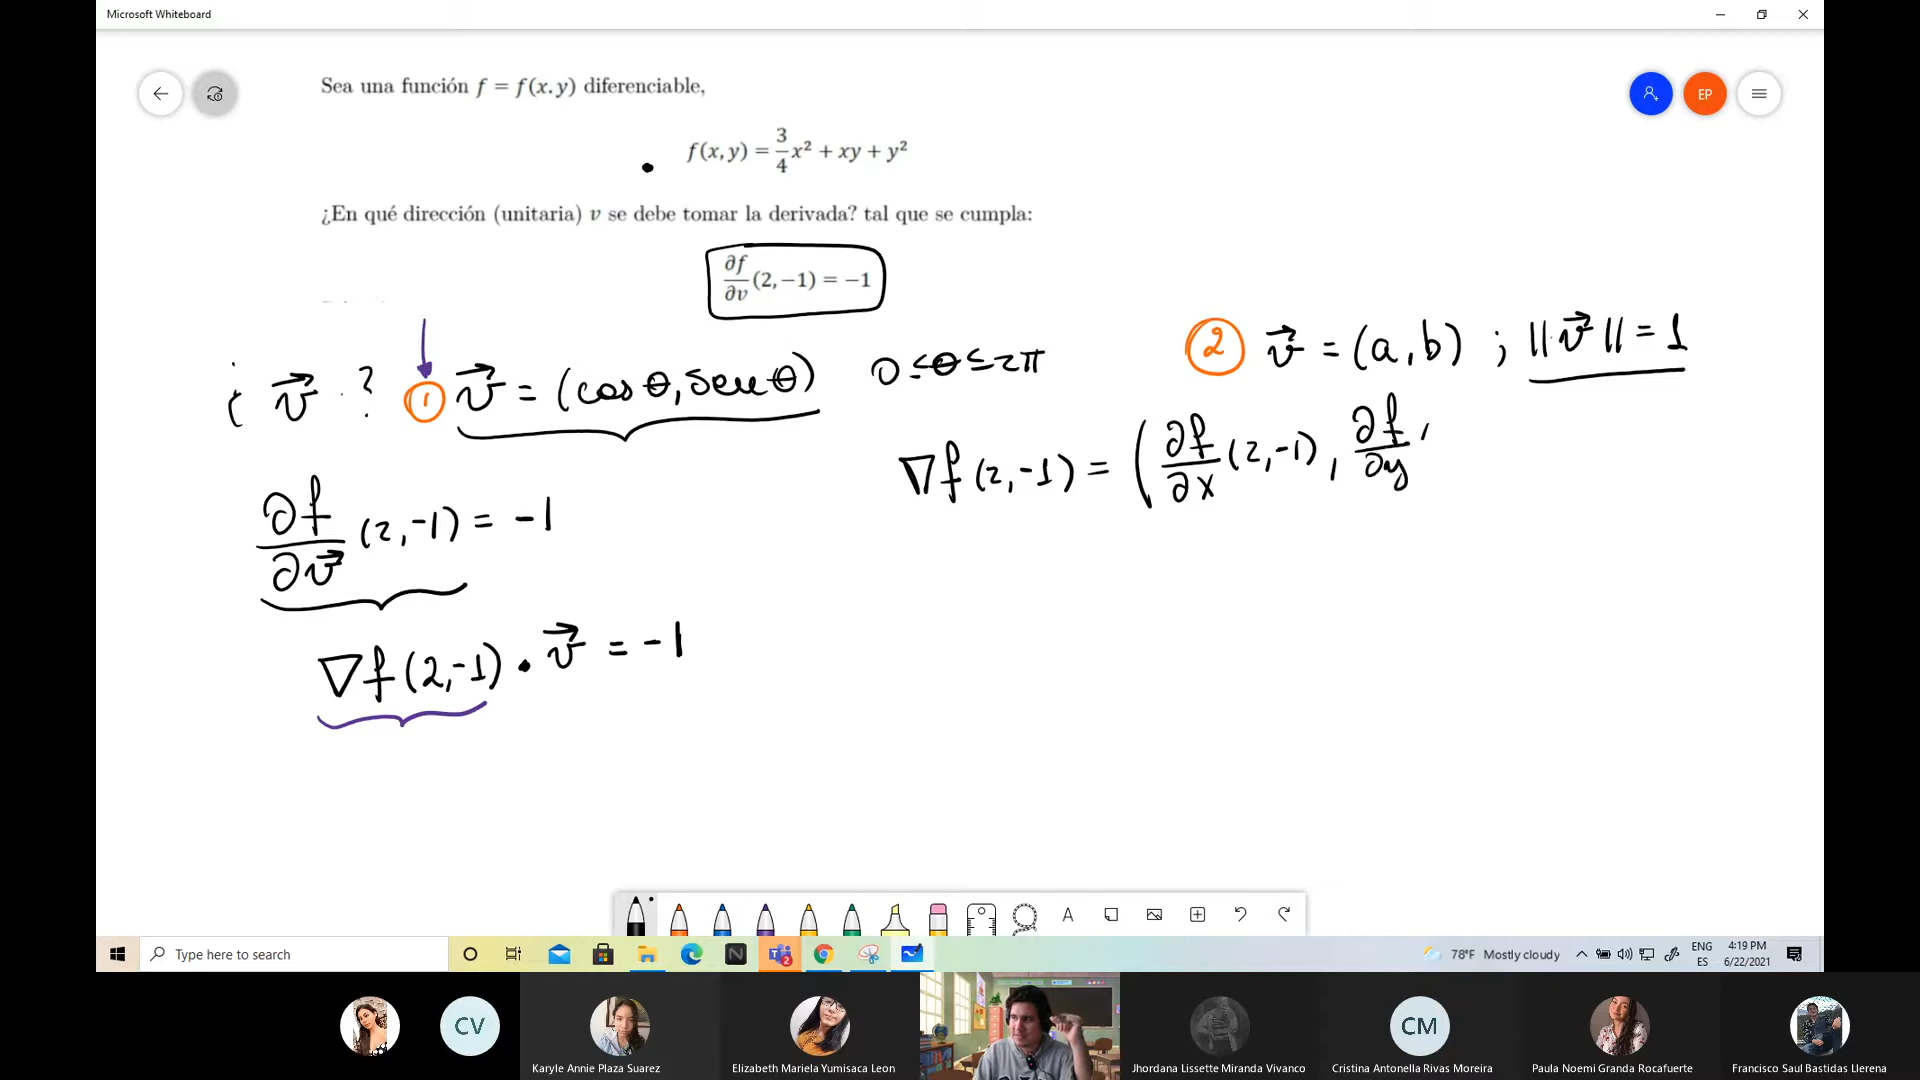 Microsoft Whiteboard
Sea una función f = f(x.y) diferenciable,
f(x,y) = 3/4 x² + xy + y²
¿En qué dirección (unitaria) v se debe tomar la derivada? tal que se cumpla:
∂f/∂v (2,−1) = −1
¿ v⃗ ? 1 v⃗ = (cos θ, sen θ) 0 ≤ θ ≤ 2π
2 v⃗ = (a, b) ; ||v⃗|| = 1
∇f(2,-1) = (∂f/∂x (2,-1), ∂f/∂y
∂f/∂v⃗ (2,-1) = -1
∇f(2,-1) • v⃗ = -1
EP
A
Type here to search
N
2
78°F Mostly cloudy
ENG
ES
4:19 PM
6/22/2021
CV
CM
Karyle Annie Plaza Suarez
Elizabeth Mariela Yumisaca Leon
Jhordana Lissette Miranda Vivanco
Cristina Antonella Rivas Moreira
Paula Noemi Granda Rocafuerte
Francisco Saul Bastidas Llerena